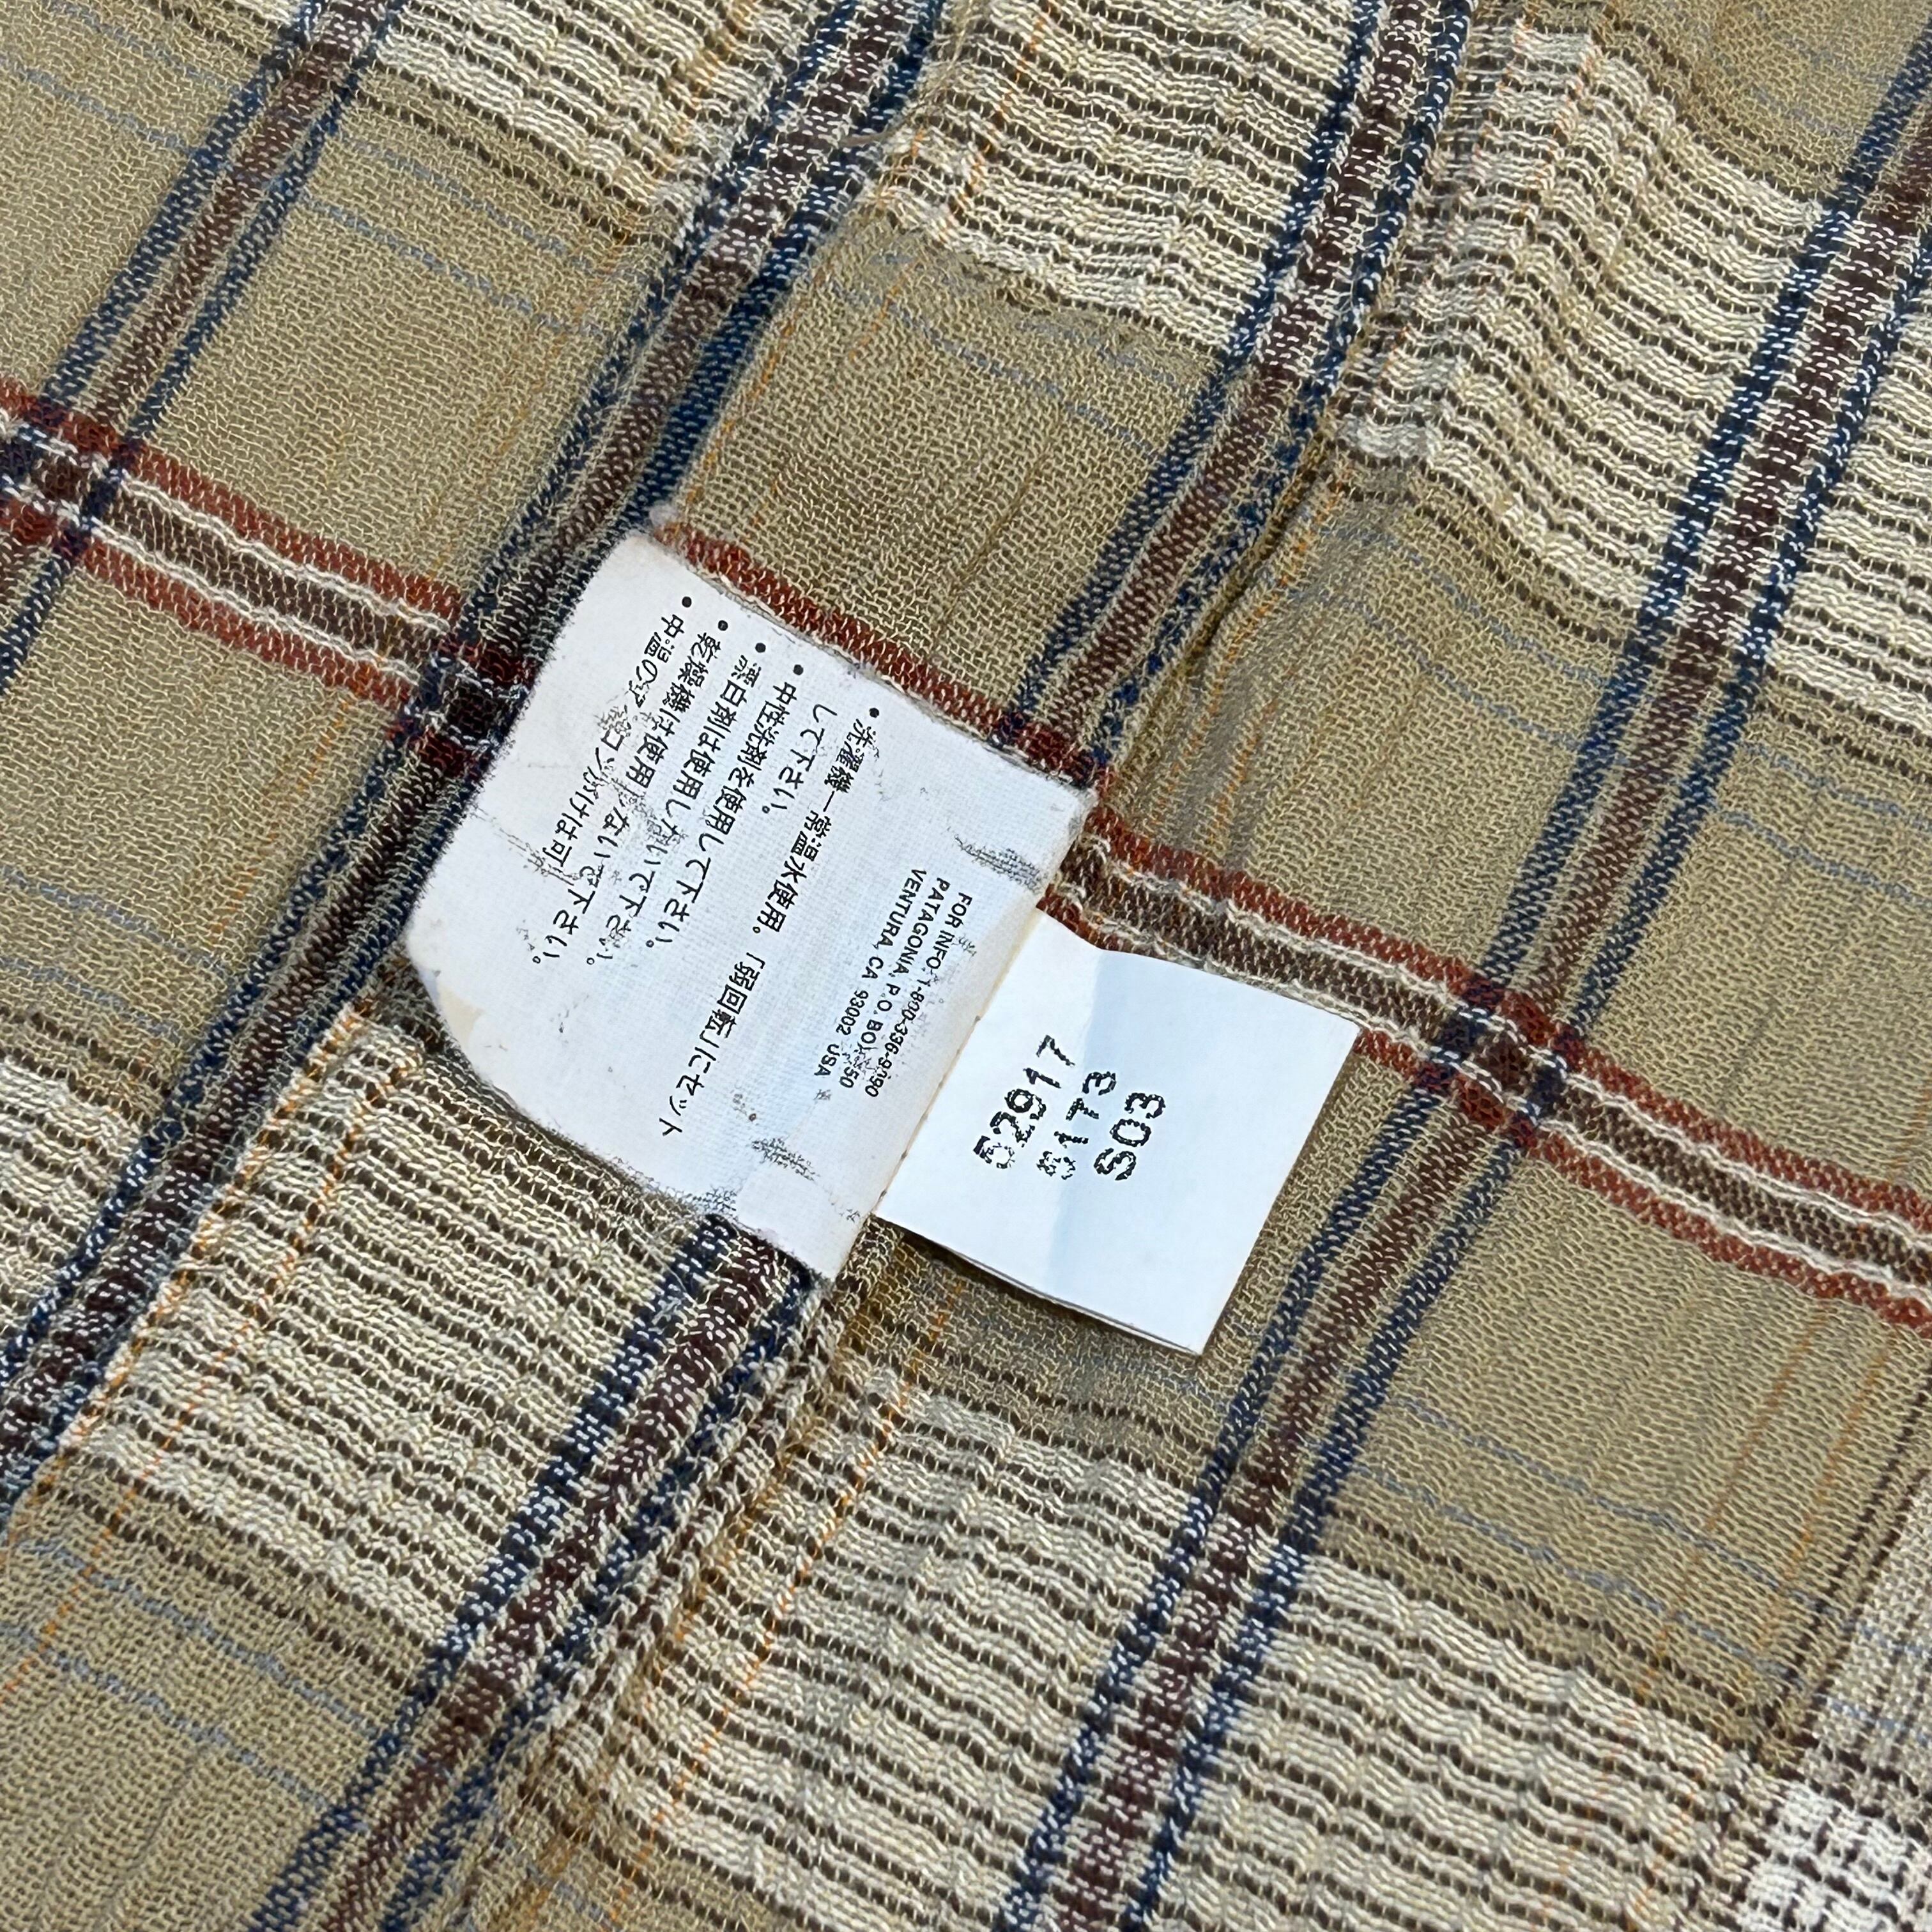 • 洗濯機ー常温水使用。「弱回転」にセット
して下さい。
• 中性洗剤を使用して下さい。
• 漂白剤は使用しないで下さい。
• 乾燥機は使用しないで下さい。
• 中温のアイロン掛けは可
FOR INFO: 1-800-336-9090
PATAGONIA, P.O. BOX 150
VENTURA, CA 93002 USA
52917
S03